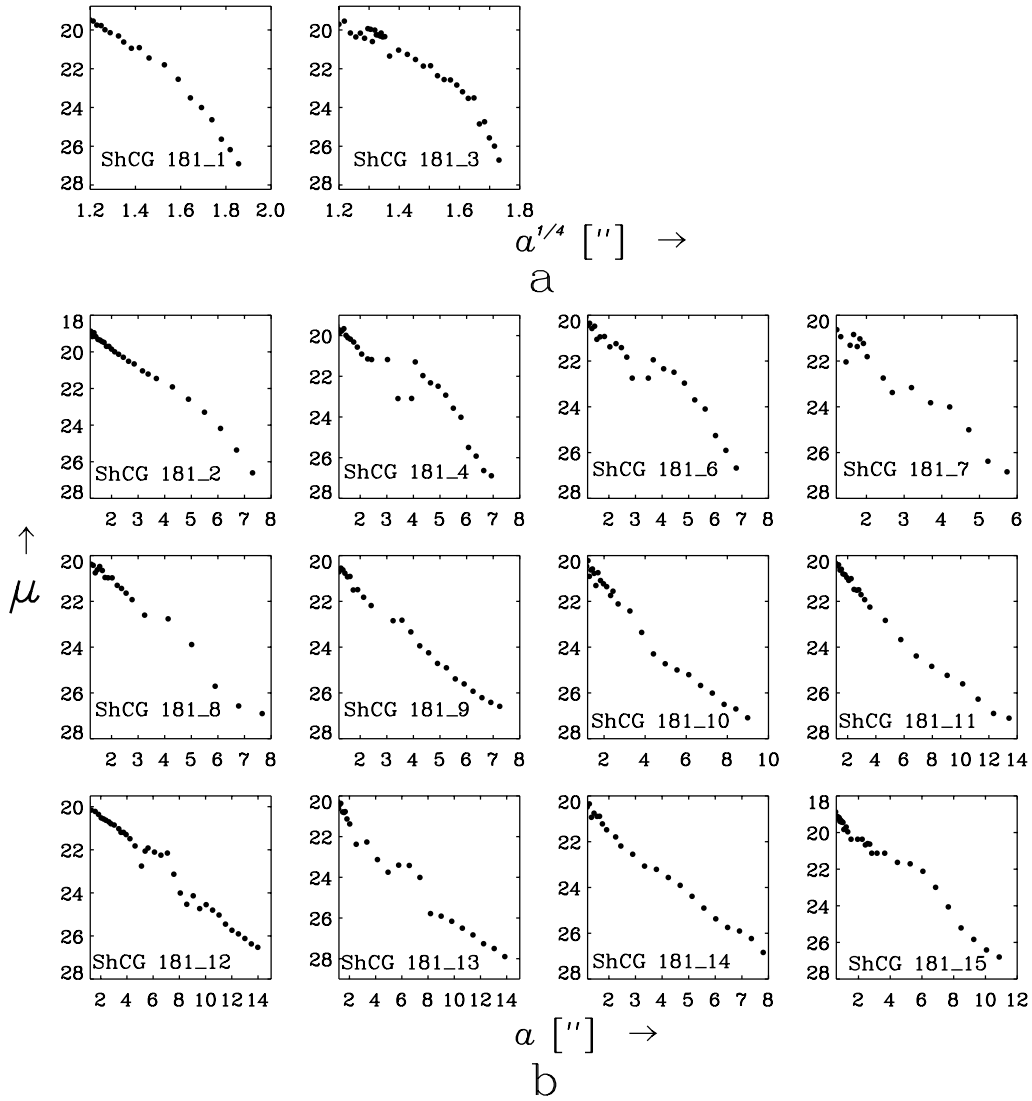 20
22
24
26
28
ShCG 181_1
1.2 1.4 1.6 1.8 2.0
20
22
24
26
28
ShCG 181_3
1.2 1.4 1.6 1.8
a^1/4 ["] →
a
18
20
22
24
26
28
ShCG 181_2
2 3 4 5 6 7 8
20
22
24
26
28
ShCG 181_4
2 3 4 5 6 7 8
20
22
24
26
28
ShCG 181_6
2 3 4 5 6 7 8
20
22
24
26
28
ShCG 181_7
2 3 4 5 6
↑
μ
20
22
24
26
28
ShCG 181_8
2 3 4 5 6 7 8
20
22
24
26
28
ShCG 181_9
2 3 4 5 6 7 8
20
22
24
26
28
ShCG 181_10
2 4 6 8 10
20
22
24
26
28
ShCG 181_11
2 4 6 8 10 12 14
20
22
24
26
28
ShCG 181_12
2 4 6 8 10 12 14
20
22
24
26
28
ShCG 181_13
2 4 6 8 10 12 14
20
22
24
26
28
ShCG 181_14
2 3 4 5 6 7 8
18
20
22
24
26
28
ShCG 181_15
2 4 6 8 10 12
a ["] →
b